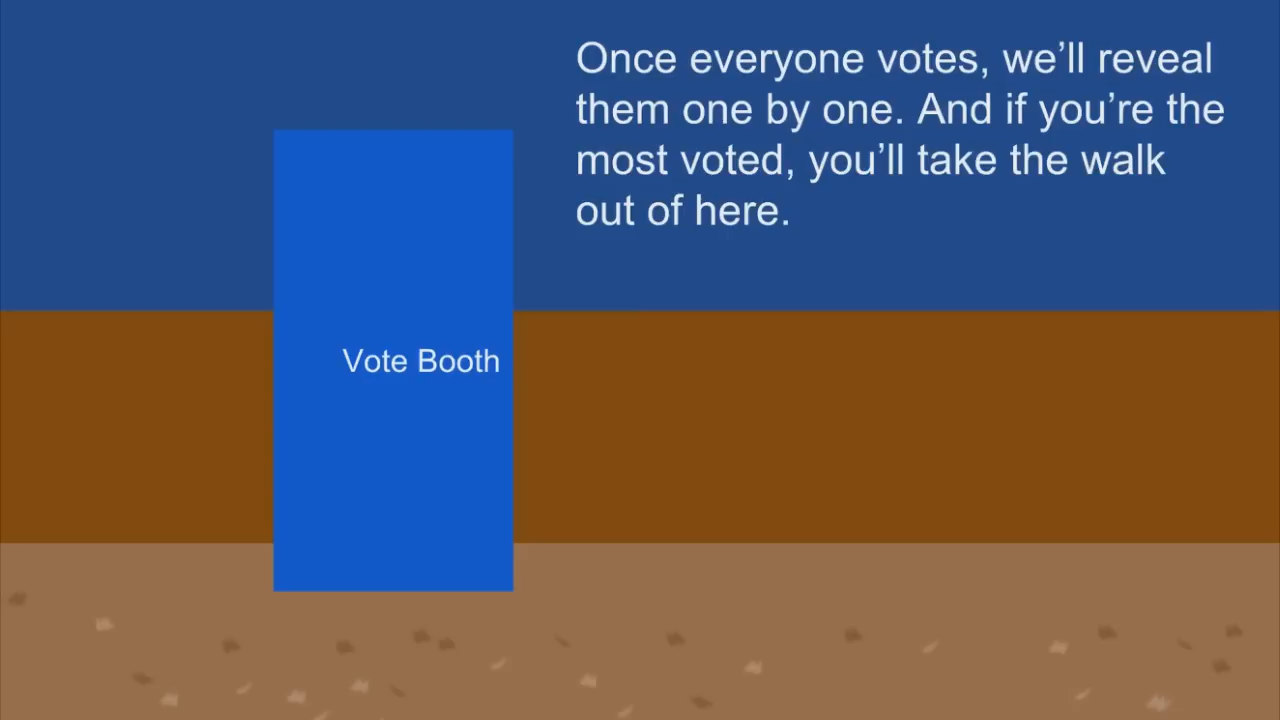 Once everyone votes, we’ll reveal
them one by one. And if you’re the
most voted, you’ll take the walk
out of here.
Vote Booth